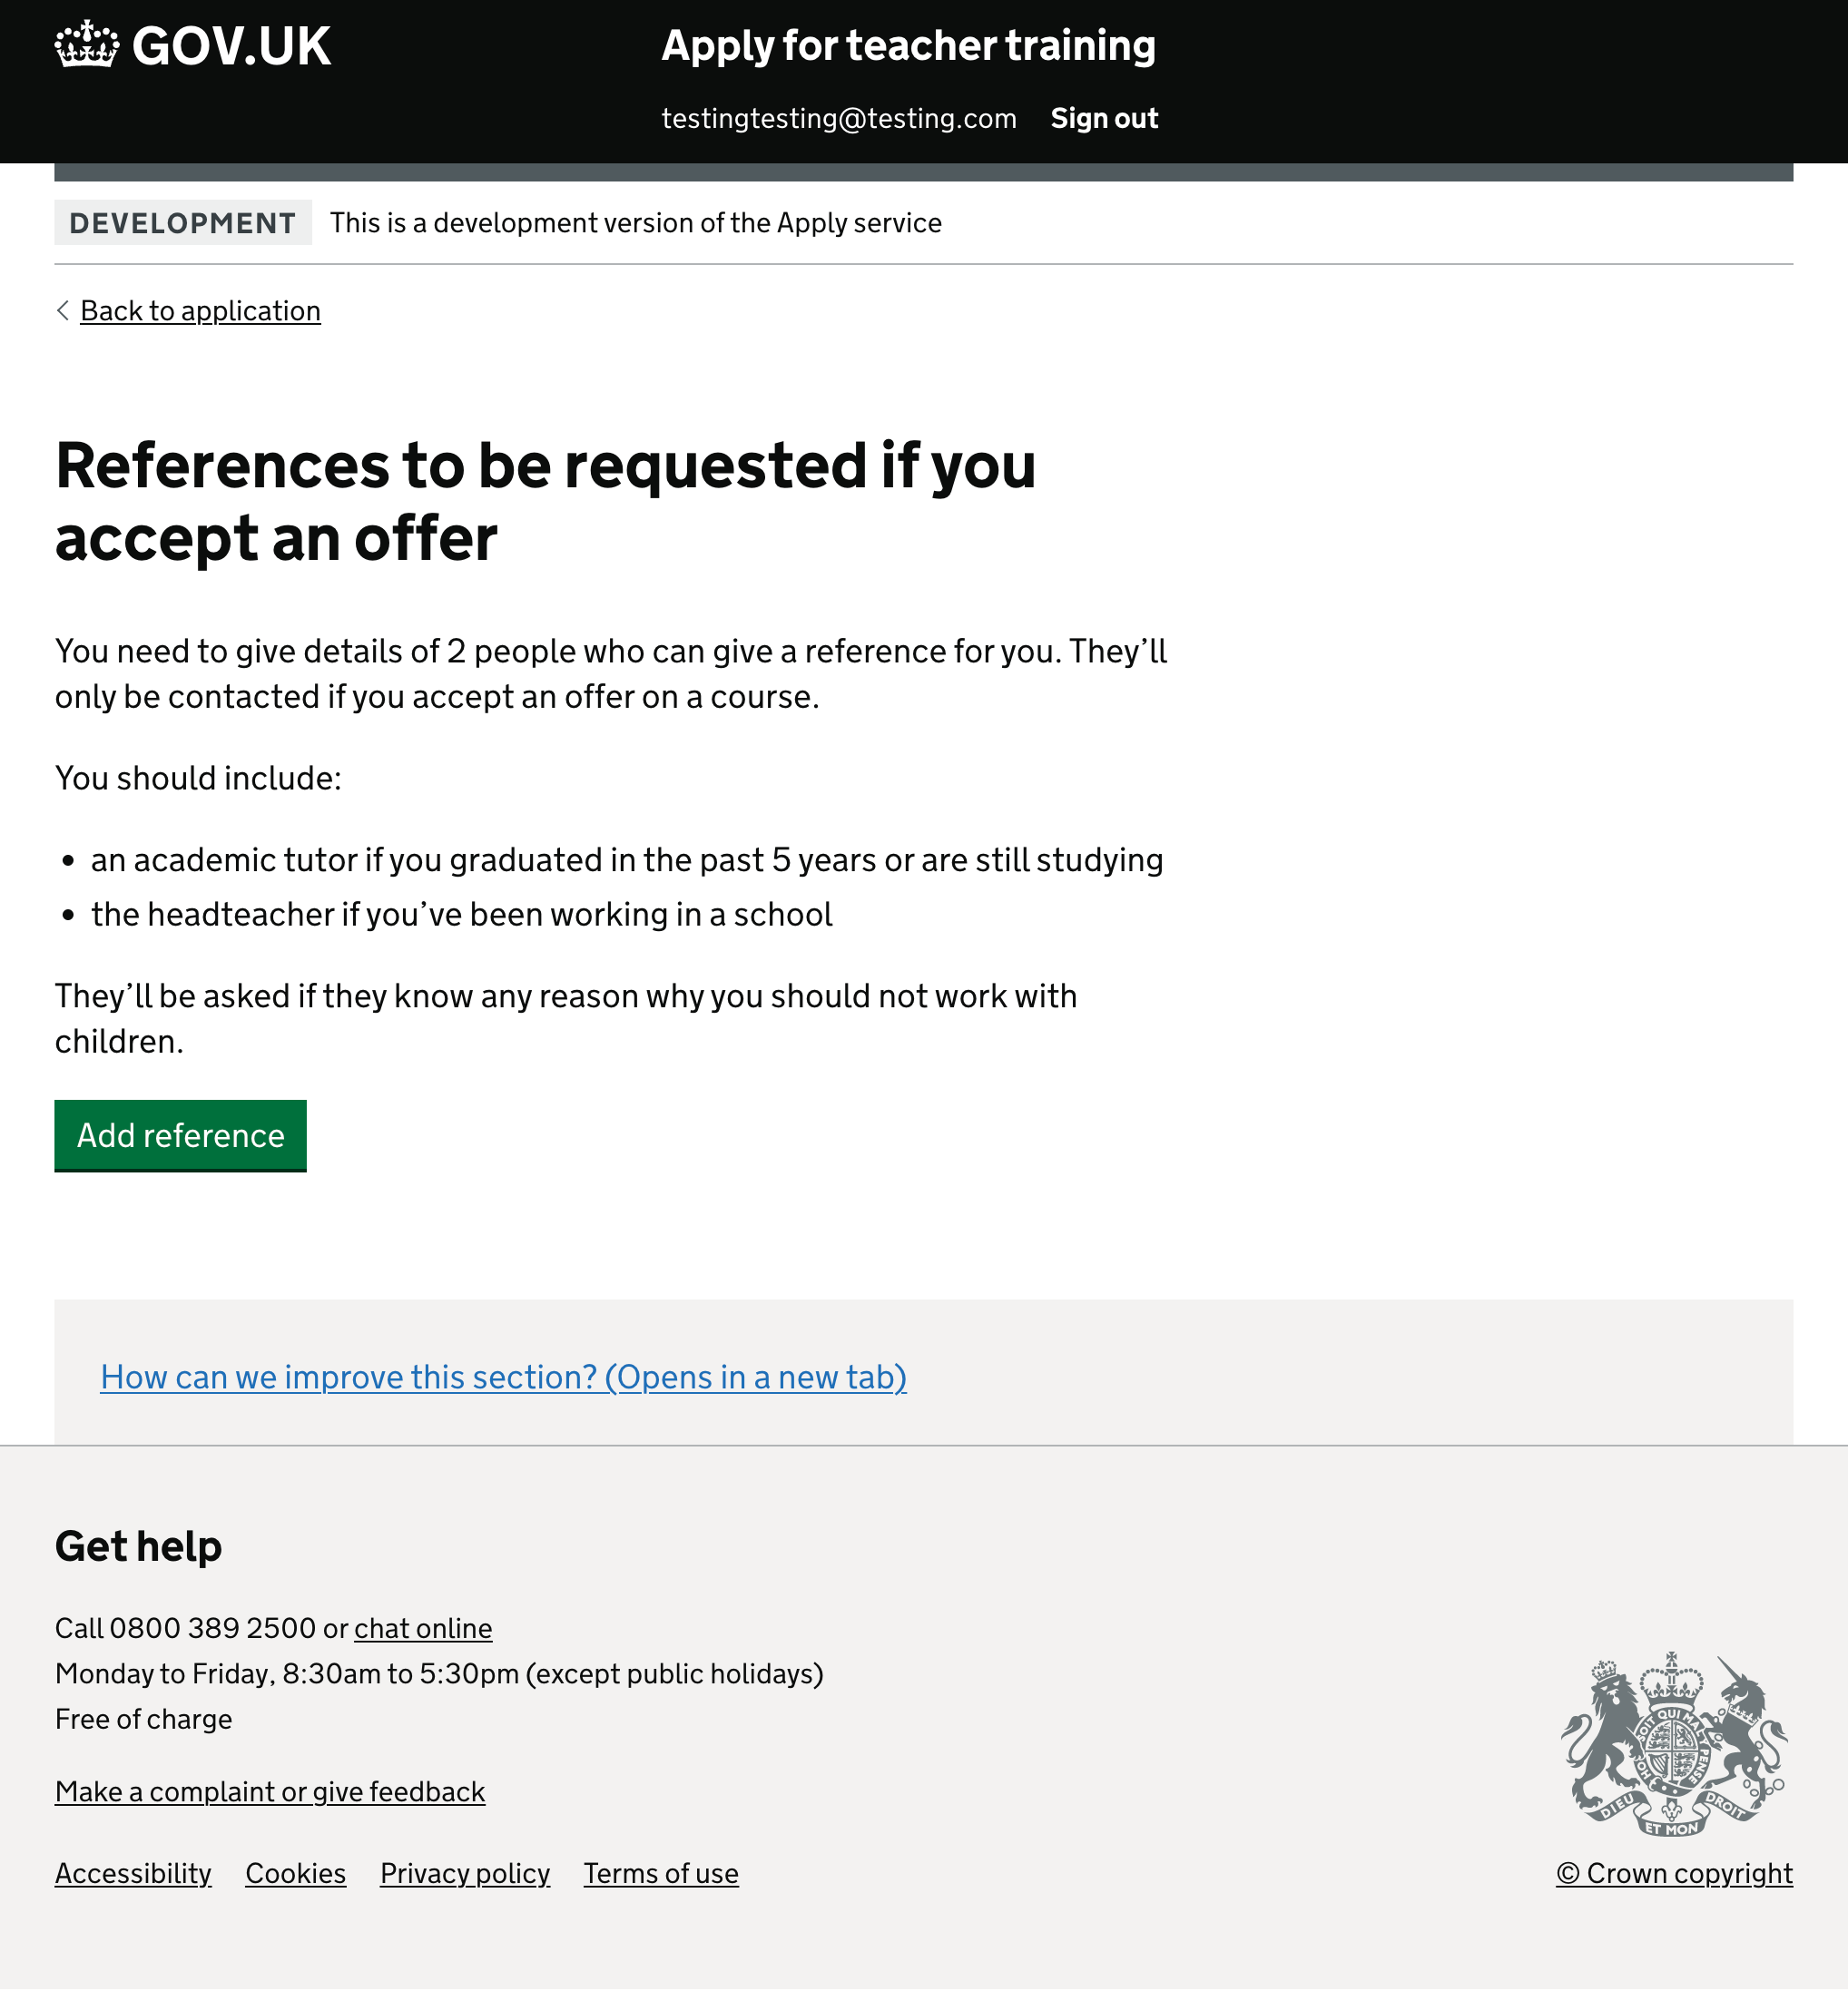 GOV.UK
Apply for teacher training
testingtesting@testing.com Sign out
DEVELOPMENT This is a development version of the Apply service
Back to application
References to be requested if you
accept an offer
You need to give details of 2 people who can give a reference for you. They’ll
only be contacted if you accept an offer on a course.
You should include:
• an academic tutor if you graduated in the past 5 years or are still studying
• the headteacher if you’ve been working in a school
They’ll be asked if they know any reason why you should not work with
children.
Add reference
How can we improve this section? (Opens in a new tab)
Get help
Call 0800 389 2500 or chat online
Monday to Friday, 8:30am to 5:30pm (except public holidays)
Free of charge
Make a complaint or give feedback
Accessibility Cookies Privacy policy Terms of use
SOIT QUI MAL
PENSE
HON
DIEU ET MON DROIT
© Crown copyright